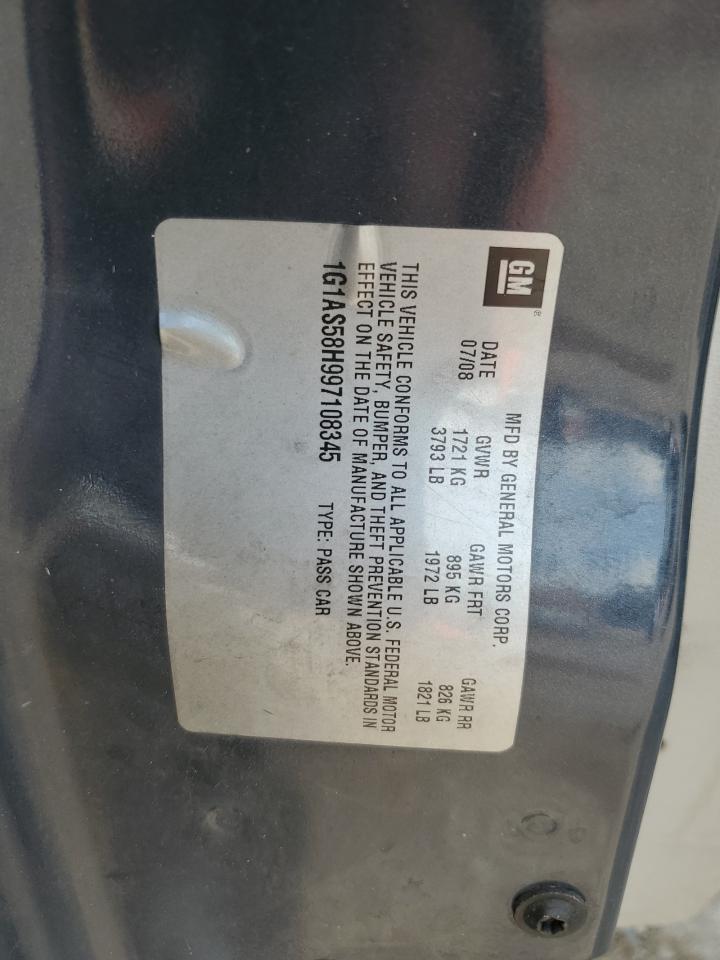 GM ®
MFD BY GENERAL MOTORS CORP.
DATE GVWR GAWR FRT GAWR RR
07/08 1721 KG 895 KG 826 KG
3793 LB 1972 LB 1821 LB
THIS VEHICLE CONFORMS TO ALL APPLICABLE U.S. FEDERAL MOTOR
VEHICLE SAFETY, BUMPER, AND THEFT PREVENTION STANDARDS IN
EFFECT ON THE DATE OF MANUFACTURE SHOWN ABOVE.
1G1AS58H997108345 TYPE: PASS CAR